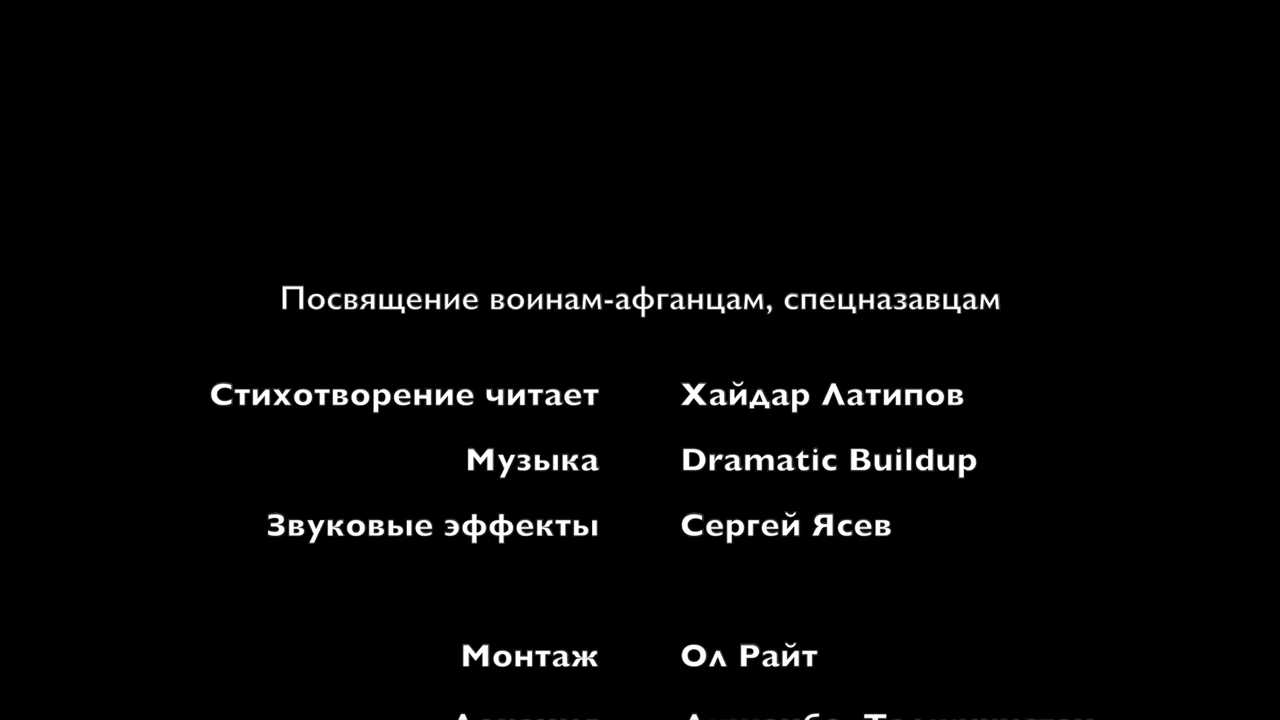 Посвящение воинам-афганцам, спецназавцам
Стихотворение читает Хайдар Латипов
Музыка Dramatic Buildup
Звуковые эффекты Сергей Ясев
Монтаж Ол Райт